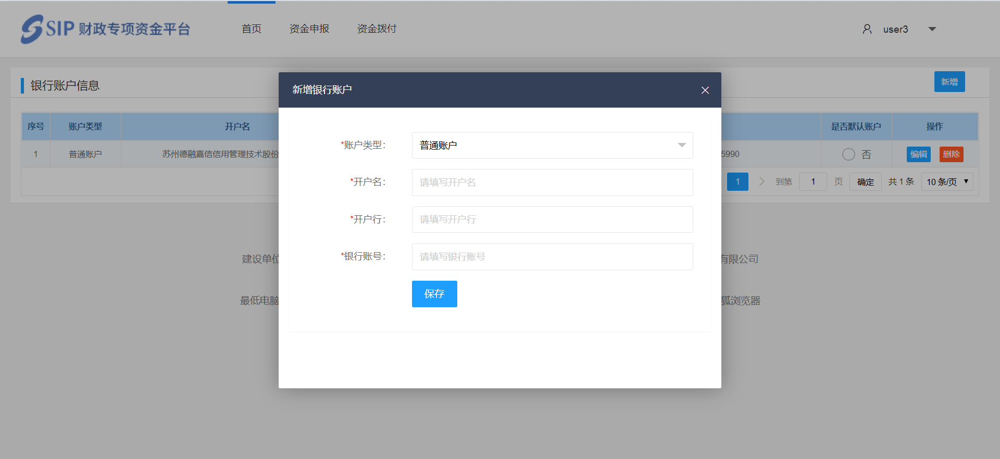 SIP 财政专项资金平台
首页 资金申报 资金拨付
user3
银行账户信息
新增
序号 账户类型 开户名 是否默认账户 操作
1 普通账户 苏州德融嘉信信用管理技术股份 5990 否 编辑 删除
1 到第 1 页 确定 共 1 条 10 条/页
新增银行账户
*账户类型： 普通账户
*开户名： 请填写开户名
*开户行： 请填写开户行
*银行账号： 请填写银行账号
保存
建设单位 有限公司
最低电脑 狐浏览器